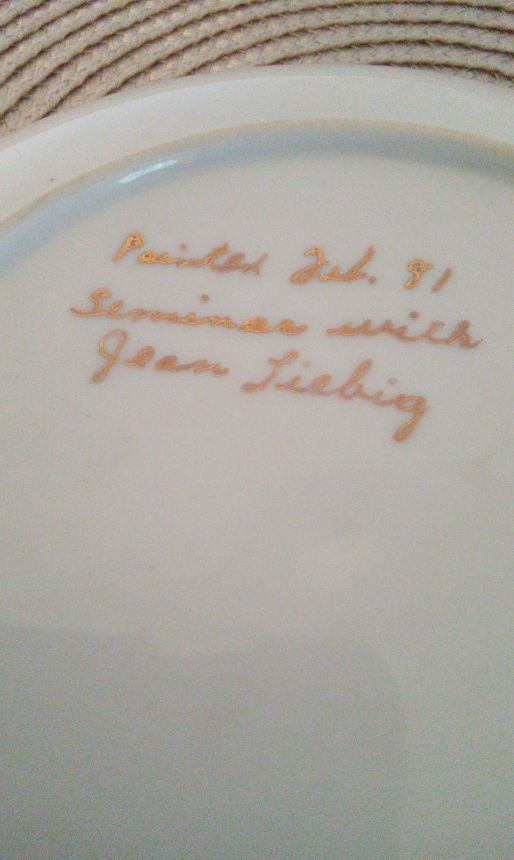 Painted Feb. 81
Seminar with
Jean Liebig